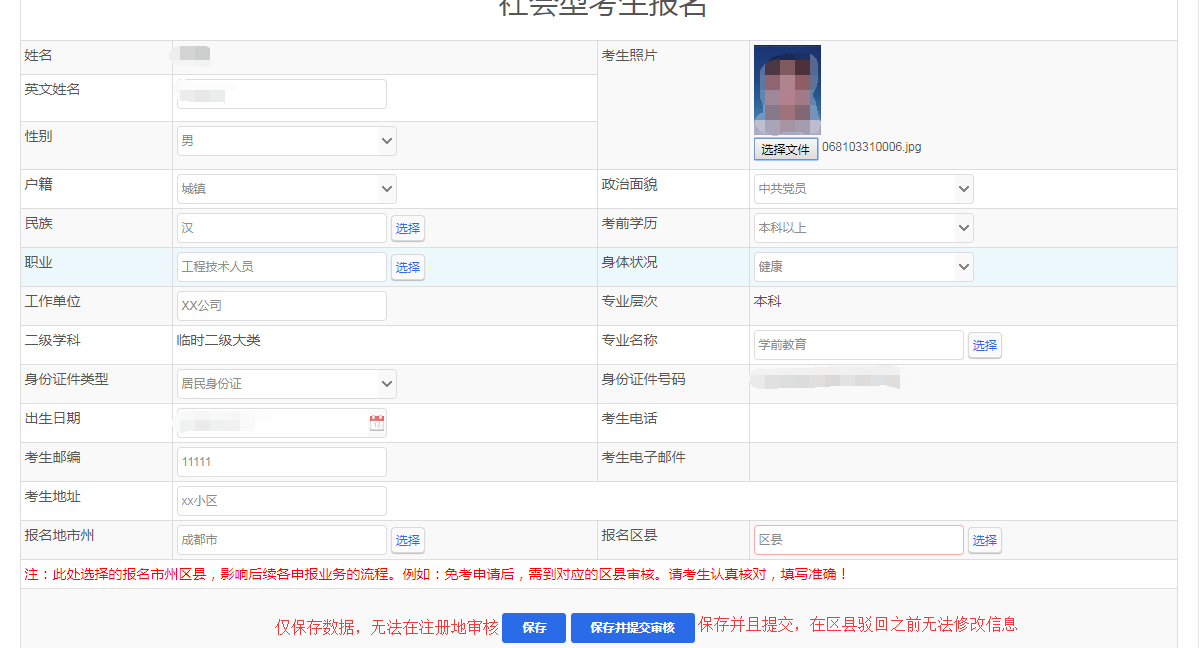 社会型考生报名
姓名
考生照片
英文姓名
性别 男
选择文件 068103310006.jpg
户籍 城镇 政治面貌 中共党员
民族 汉 选择 考前学历 本科以上
职业 工程技术人员 选择 身体状况 健康
工作单位 XX公司 专业层次 本科
二级学科 临时二级大类 专业名称 学前教育 选择
身份证件类型 居民身份证 身份证件号码
出生日期 考生电话
考生邮编 11111 考生电子邮件
考生地址 xx小区
报名地市州 成都市 选择 报名区县 区县 选择
注：此处选择的报名市州区县，影响后续各申报业务的流程。例如：免考申请后，需到对应的区县审核。请考生认真核对，填写准确！
仅保存数据，无法在注册地审核 保存 保存并提交审核 保存并且提交，在区县驳回之前无法修改信息